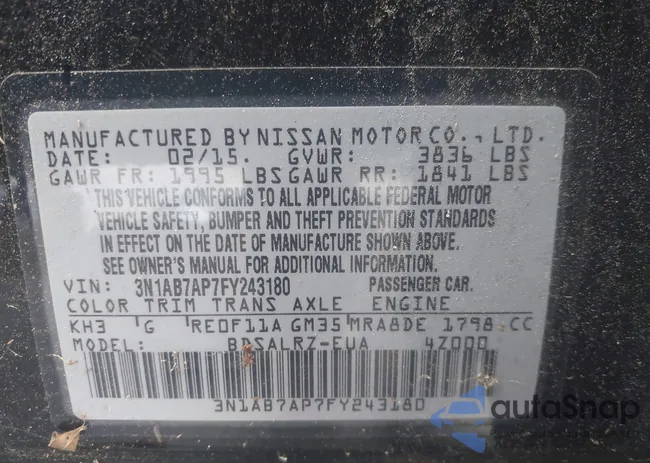 MANUFACTURED BY NISSAN MOTOR CO., LTD.
DATE: 02/15. GVWR: 3836 LBS
GAWR FR: 1995 LBS GAWR RR: 1841 LBS
THIS VEHICLE CONFORMS TO ALL APPLICABLE FEDERAL MOTOR
VEHICLE SAFETY, BUMPER AND THEFT PREVENTION STANDARDS
IN EFFECT ON THE DATE OF MANUFACTURE SHOWN ABOVE.
SEE OWNER'S MANUAL FOR ADDITIONAL INFORMATION.
VIN: 3N1AB7AP7FY243180 PASSENGER CAR.
COLOR TRIM TRANS AXLE ENGINE
KH3 G RE0F11A GM35 MRA8DE 1798 CC
MODEL: BDSALRZ-EUA 4Z000
3N1AB7AP7FY243180
autoSnap